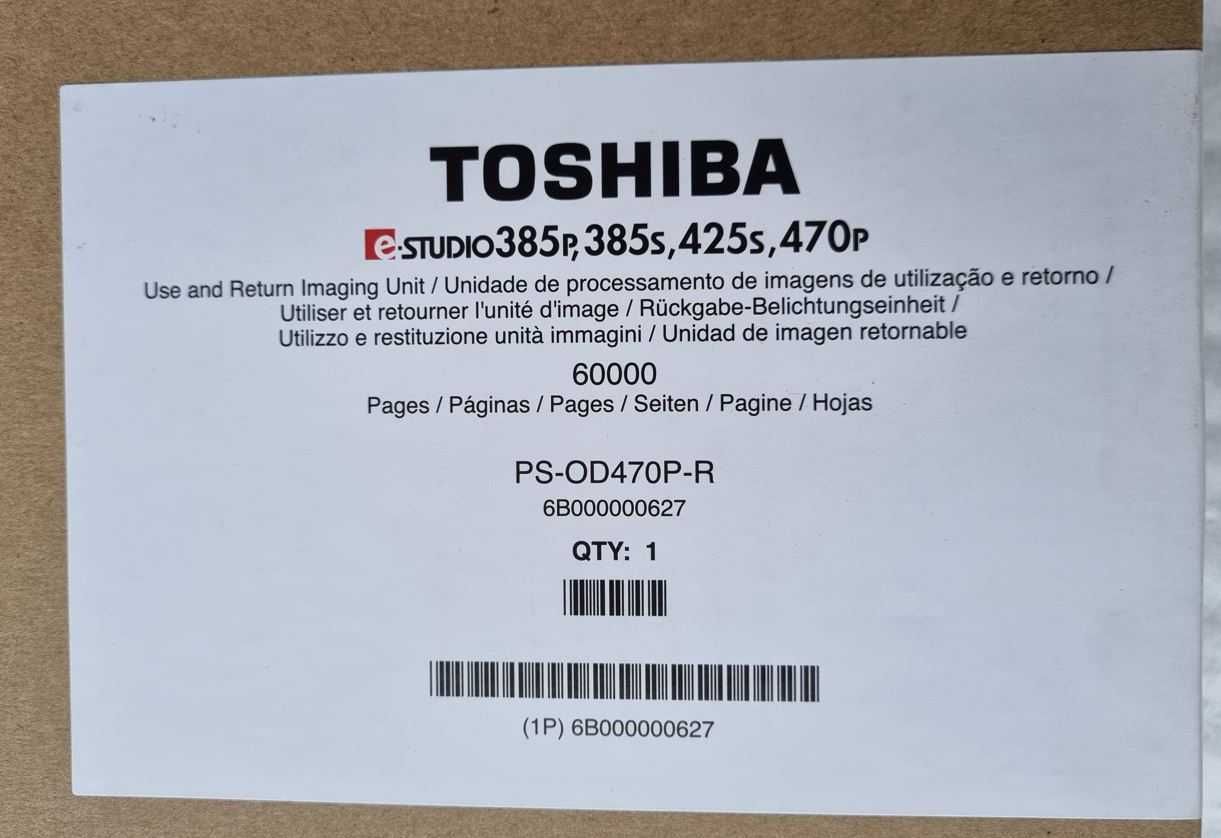 TOSHIBA
e-STUDIO385P, 385S, 425S, 470P
Use and Return Imaging Unit / Unidade de processamento de imagens de utilização e retorno /
Utiliser et retourner l'unité d'image / Rückgabe-Belichtungseinheit /
Utilizzo e restituzione unità immagini / Unidad de imagen retornable
60000
Pages / Páginas / Pages / Seiten / Pagine / Hojas
PS-OD470P-R
6B000000627
QTY: 1
(1P) 6B000000627